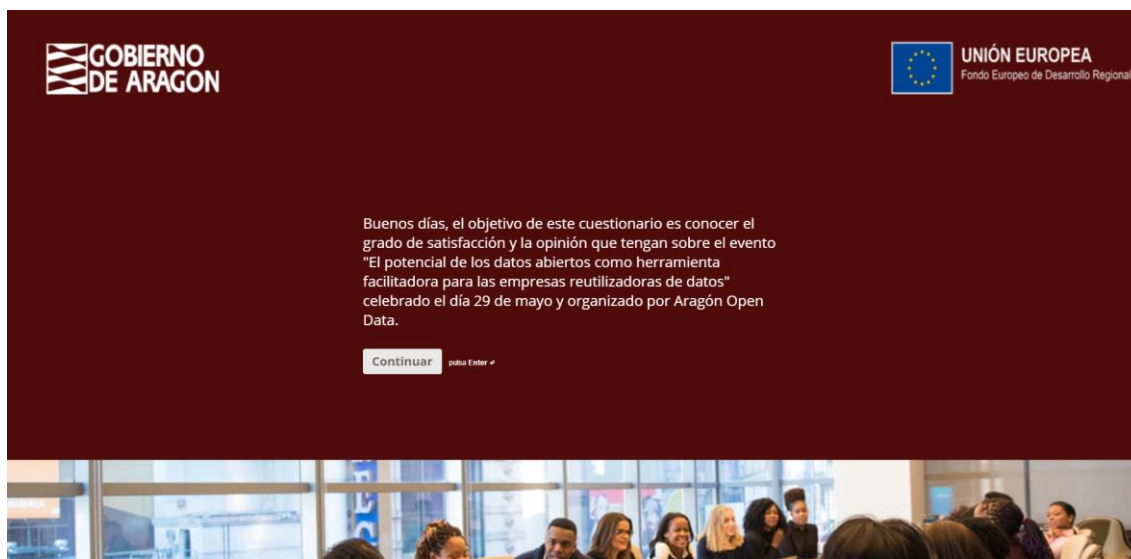 GOBIERNO
DE ARAGON
UNIÓN EUROPEA
Fondo Europeo de Desarrollo Regional
Buenos días, el objetivo de este cuestionario es conocer el
grado de satisfacción y la opinión que tengan sobre el evento
"El potencial de los datos abiertos como herramienta
facilitadora para las empresas reutilizadoras de datos"
celebrado el día 29 de mayo y organizado por Aragón Open
Data.
Continuar
pulsa Enter ↵